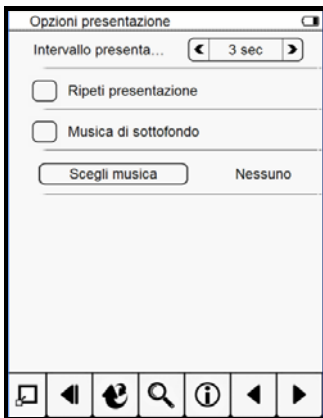 Opzioni presentazione
Intervallo presenta... 3 sec
Ripeti presentazione
Musica di sottofondo
Scegli musica Nessuno